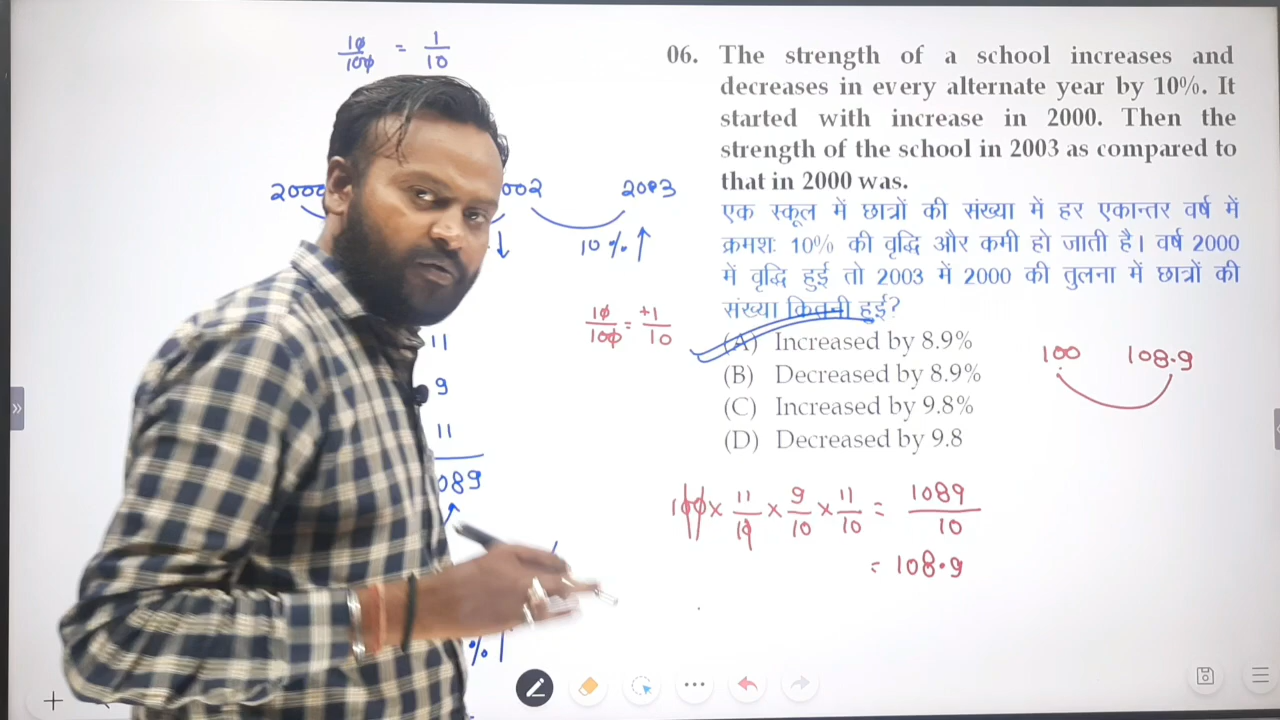 10/100 = 1/10
06. The strength of a school increases and
decreases in every alternate year by 10%. It
started with increase in 2000. Then the
strength of the school in 2003 as compared to
that in 2000 was.
एक स्कूल में छात्रों की संख्या में हर एकान्तर वर्ष में
क्रमशः 10% की वृद्धि और कमी हो जाती है। वर्ष 2000
में वृद्धि हुई तो 2003 में 2000 की तुलना में छात्रों की
संख्या कितनी हुई?
(A) Increased by 8.9%
(B) Decreased by 8.9%
(C) Increased by 9.8%
(D) Decreased by 9.8
2000 002 2003
↓ 10%↑
10/100 = +1/10
11
9
11
089
%↑
100 108.9
100 × 11/10 × 9/10 × 11/10 = 1089/10
= 108.9